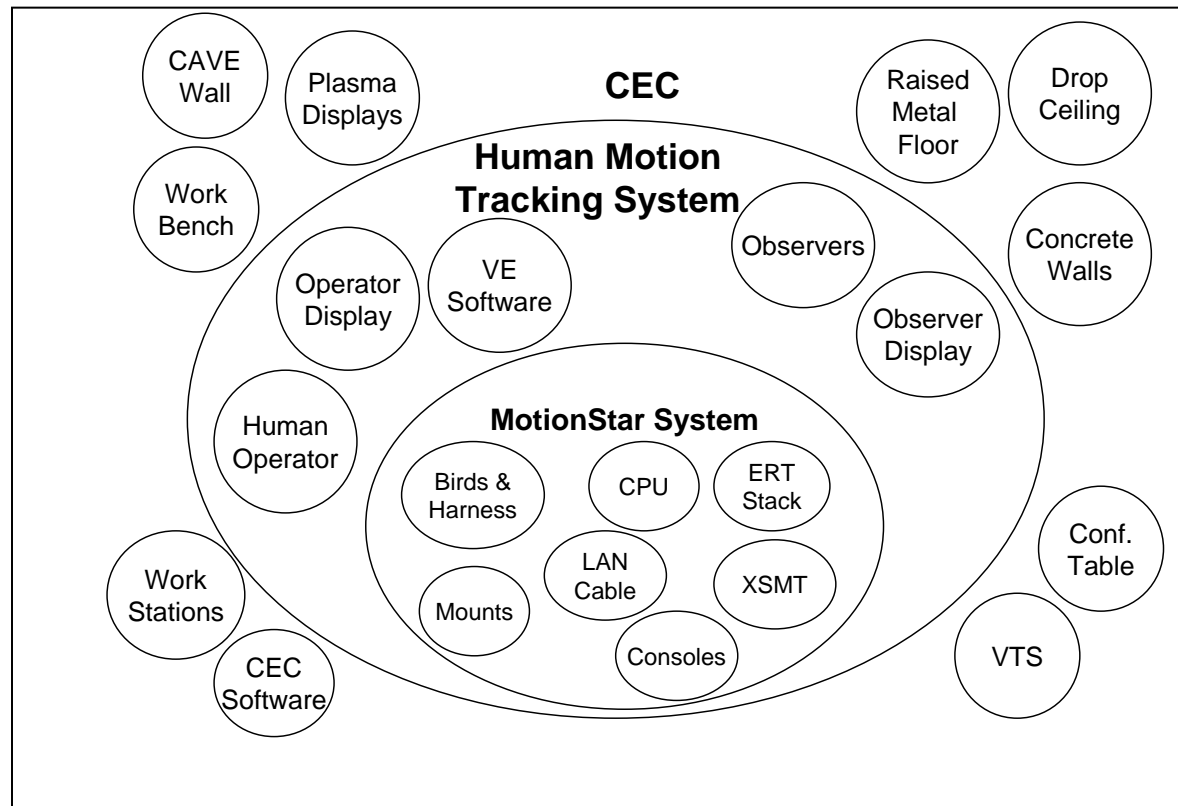 CAVE
Wall
Plasma
Displays
CEC
Raised
Metal
Floor
Drop
Ceiling
Work
Bench
Human Motion
Tracking System
Concrete
Walls
Operator
Display
VE
Software
Observers
Observer
Display
Human
Operator
MotionStar System
Birds &
Harness
CPU
ERT
Stack
LAN
Cable
XSMT
Mounts
Consoles
Work
Stations
CEC
Software
Conf.
Table
VTS